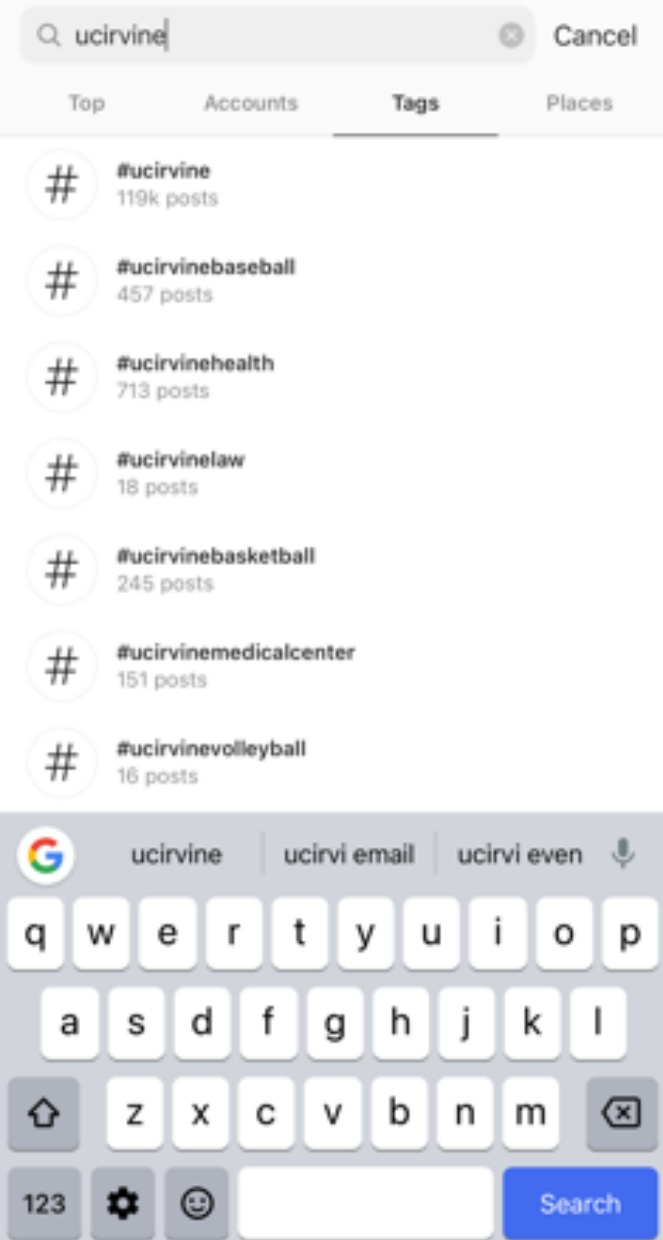 ucirvine Cancel
Top Accounts Tags Places
#ucirvine
119k posts
#ucirvinebaseball
457 posts
#ucirvinehealth
713 posts
#ucirvinelaw
18 posts
#ucirvinebasketball
245 posts
#ucirvinemedicalcenter
151 posts
#ucirvinevolleyball
16 posts
ucirvine ucirvi email ucirvi even
q w e r t y u i o p
a s d f g h j k l
z x c v b n m
123 Search